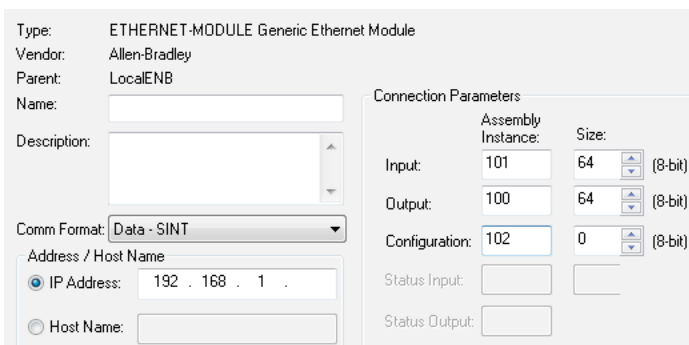 Type: ETHERNET-MODULE Generic Ethernet Module
Vendor: Allen-Bradley
Parent: LocalENB
Name:
Description:
Comm Format: Data - SINT
Address / Host Name
IP Address: 192 . 168 . 1 .
Host Name:
Connection Parameters
Assembly
Instance: Size:
Input: 101 64 (8-bit)
Output: 100 64 (8-bit)
Configuration: 102 0 (8-bit)
Status Input:
Status Output: